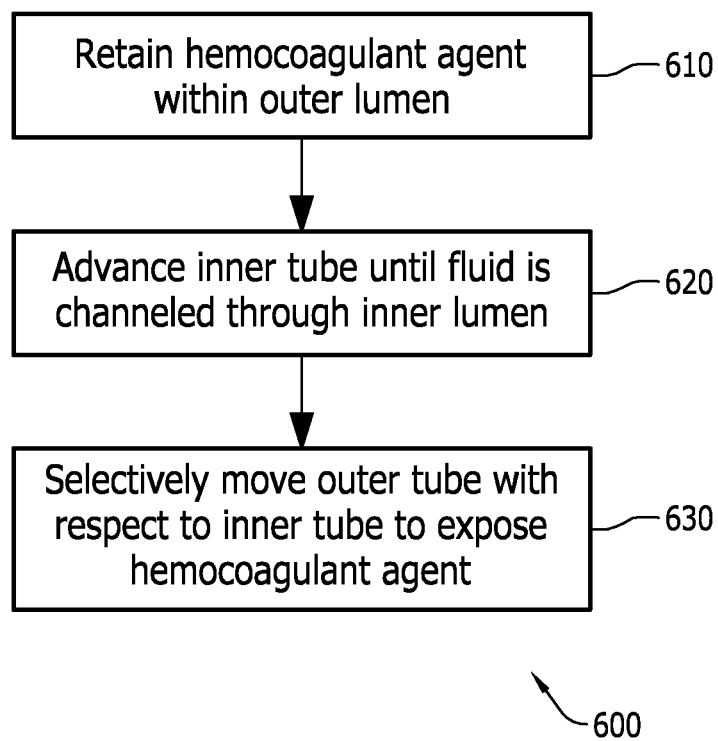 Retain hemocoagulant agent
within outer lumen
610
Advance inner tube until fluid is
channeled through inner lumen
620
Selectively move outer tube with
respect to inner tube to expose
hemocoagulant agent
630
600